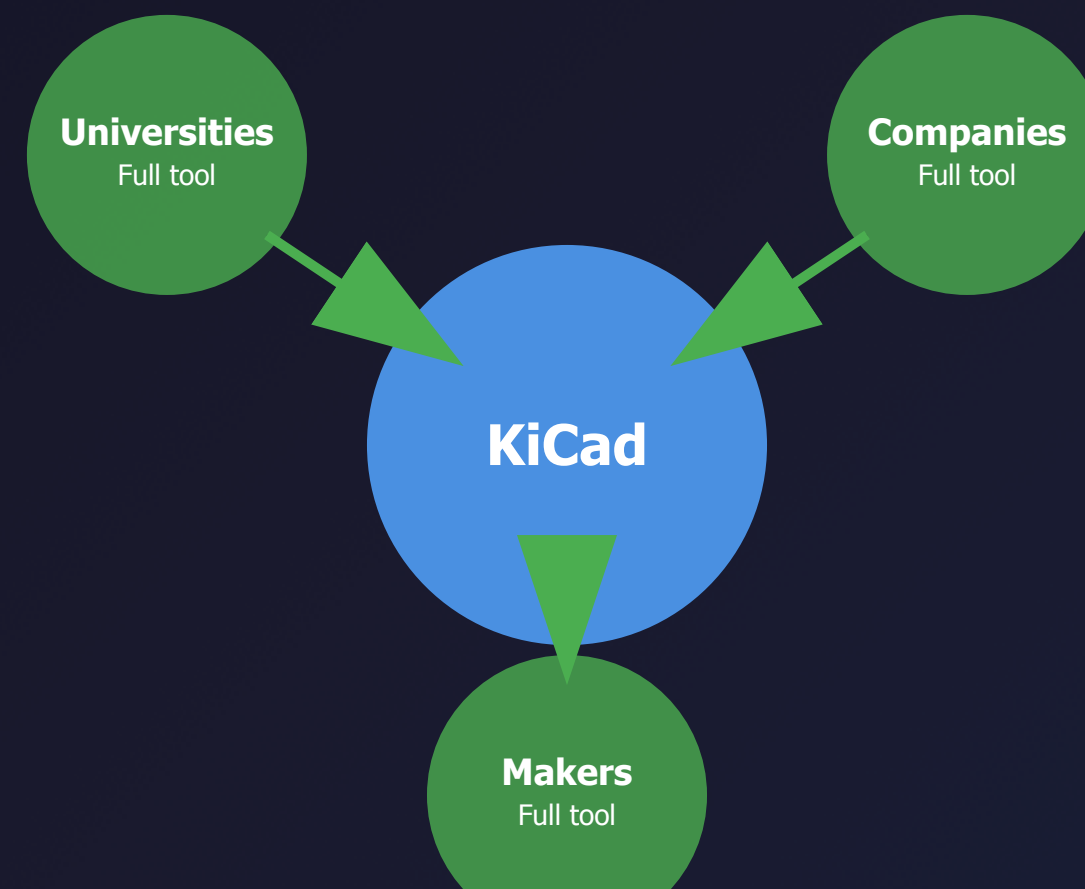 Universities
Full tool
Companies
Full tool
KiCad
Makers
Full tool